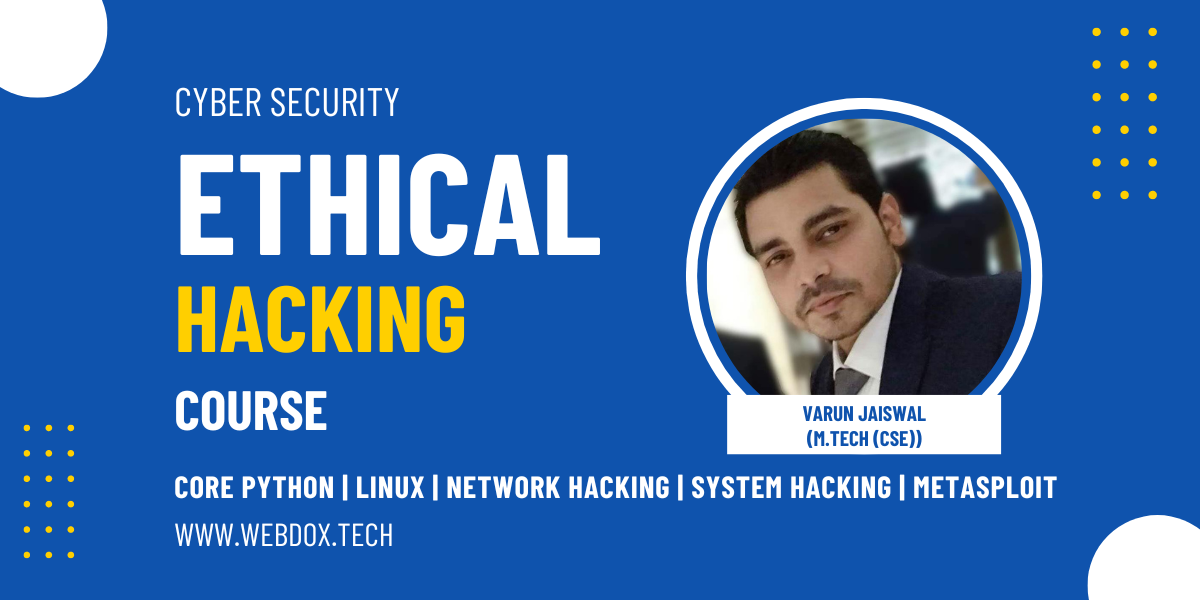 CYBER SECURITY
ETHICAL
HACKING
COURSE
VARUN JAISWAL
(M.TECH (CSE))
CORE PYTHON | LINUX | NETWORK HACKING | SYSTEM HACKING | METASPLOIT
WWW.WEBDOX.TECH